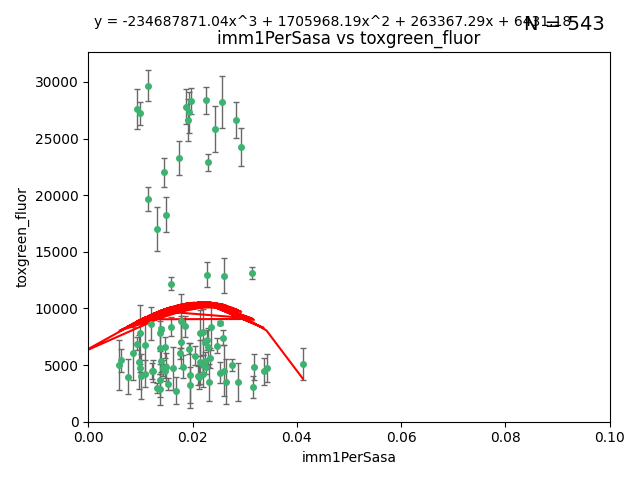 y = -234687871.04x^3 + 1705968.19x^2 + 263367.29x + 6431.18
N = 543
imm1PerSasa vs toxgreen_fluor
30000
25000
20000
15000
10000
5000
0
toxgreen_fluor
0.00 0.02 0.04 0.06 0.08 0.10
imm1PerSasa